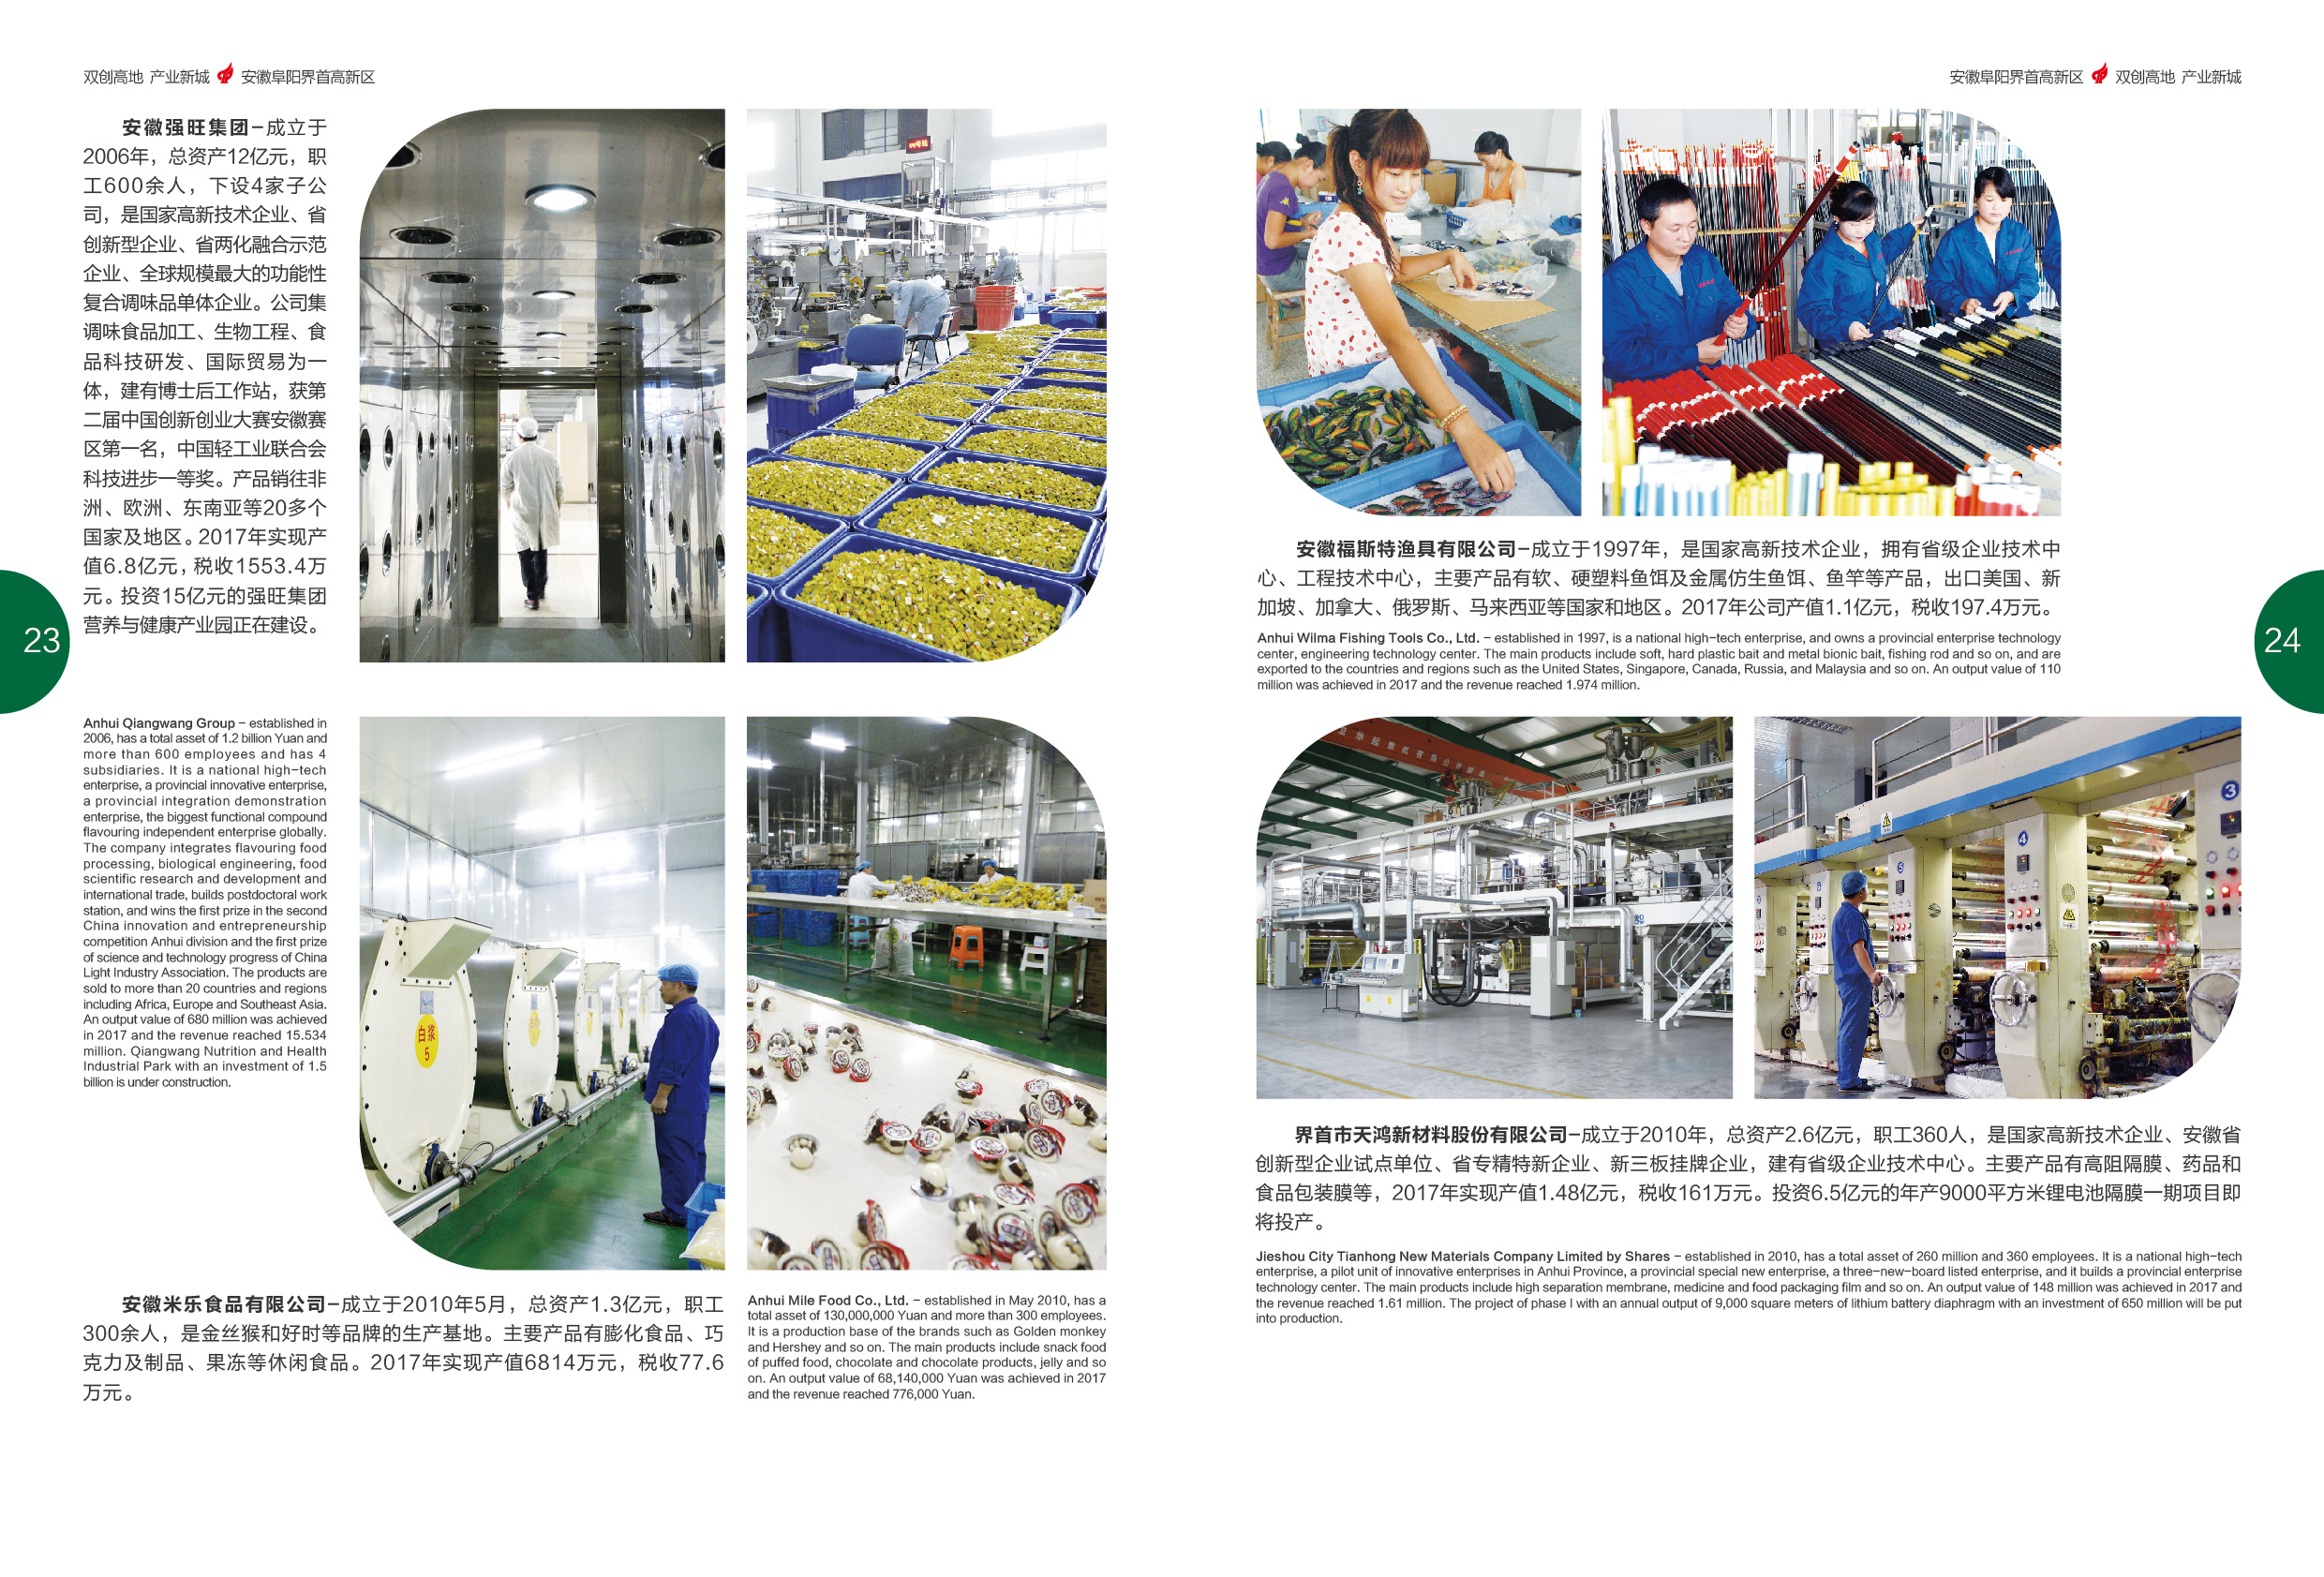 双创高地 产业新城 安徽阜阳界首高新区
安徽强旺集团–成立于
2006年，总资产12亿元，职
工600余人，下设4家子公
司，是国家高新技术企业、省
创新型企业、省两化融合示范
企业、全球规模最大的功能性
复合调味品单体企业。公司集
调味食品加工、生物工程、食
品科技研发、国际贸易为一
体，建有博士后工作站，获第
二届中国创新创业大赛安徽赛
区第一名，中国轻工业联合会
科技进步一等奖。产品销往非
洲、欧洲、东南亚等20多个
国家及地区。2017年实现产
值6.8亿元，税收1553.4万
元。投资15亿元的强旺集团
营养与健康产业园正在建设。
23
Anhui Qiangwang Group – established in
2006, has a total asset of 1.2 billion Yuan and
more than 600 employees and has 4
subsidiaries. It is a national high–tech
enterprise, a provincial innovative enterprise,
a provincial integration demonstration
enterprise, the biggest functional compound
flavouring independent enterprise globally.
The company integrates flavouring food
processing, biological engineering, food
scientific research and development and
international trade, builds postdoctoral work
station, and wins the first prize in the second
China innovation and entrepreneurship
competition Anhui division and the first prize
of science and technology progress of China
Light Industry Association. The products are
sold to more than 20 countries and regions
including Africa, Europe and Southeast Asia.
An output value of 680 million was achieved
in 2017 and the revenue reached 15.534
million. Qiangwang Nutrition and Health
Industrial Park with an investment of 1.5
billion is under construction.
白浆
5
安徽米乐食品有限公司–成立于2010年5月，总资产1.3亿元，职工
300余人，是金丝猴和好时等品牌的生产基地。主要产品有膨化食品、巧
克力及制品、果冻等休闲食品。2017年实现产值6814万元，税收77.6
万元。
Anhui Mile Food Co., Ltd. – established in May 2010, has a
total asset of 130,000,000 Yuan and more than 300 employees.
It is a production base of the brands such as Golden monkey
and Hershey and so on. The main products include snack food
of puffed food, chocolate and chocolate products, jelly and so
on. An output value of 68,140,000 Yuan was achieved in 2017
and the revenue reached 776,000 Yuan.
安徽阜阳界首高新区 双创高地 产业新城
安徽福斯特渔具有限公司–成立于1997年，是国家高新技术企业，拥有省级企业技术中
心、工程技术中心，主要产品有软、硬塑料鱼饵及金属仿生鱼饵、鱼竿等产品，出口美国、新
加坡、加拿大、俄罗斯、马来西亚等国家和地区。2017年公司产值1.1亿元，税收197.4万元。
Anhui Wilma Fishing Tools Co., Ltd. – established in 1997, is a national high–tech enterprise, and owns a provincial enterprise technology
center, engineering technology center. The main products include soft, hard plastic bait and metal bionic bait, fishing rod and so on, and are
exported to the countries and regions such as the United States, Singapore, Canada, Russia, and Malaysia and so on. An output value of 110
million was achieved in 2017 and the revenue reached 1.974 million.
24
3
4
5
界首市天鸿新材料股份有限公司–成立于2010年，总资产2.6亿元，职工360人，是国家高新技术企业、安徽省
创新型企业试点单位、省专精特新企业、新三板挂牌企业，建有省级企业技术中心。主要产品有高阻隔膜、药品和
食品包装膜等，2017年实现产值1.48亿元，税收161万元。投资6.5亿元的年产9000平方米锂电池隔膜一期项目即
将投产。
Jieshou City Tianhong New Materials Company Limited by Shares – established in 2010, has a total asset of 260 million and 360 employees. It is a national high–tech
enterprise, a pilot unit of innovative enterprises in Anhui Province, a provincial special new enterprise, a three–new–board listed enterprise, and it builds a provincial enterprise
technology center. The main products include high separation membrane, medicine and food packaging film and so on. An output value of 148 million was achieved in 2017 and
the revenue reached 1.61 million. The project of phase I with an annual output of 9,000 square meters of lithium battery diaphragm with an investment of 650 million will be put
into production.